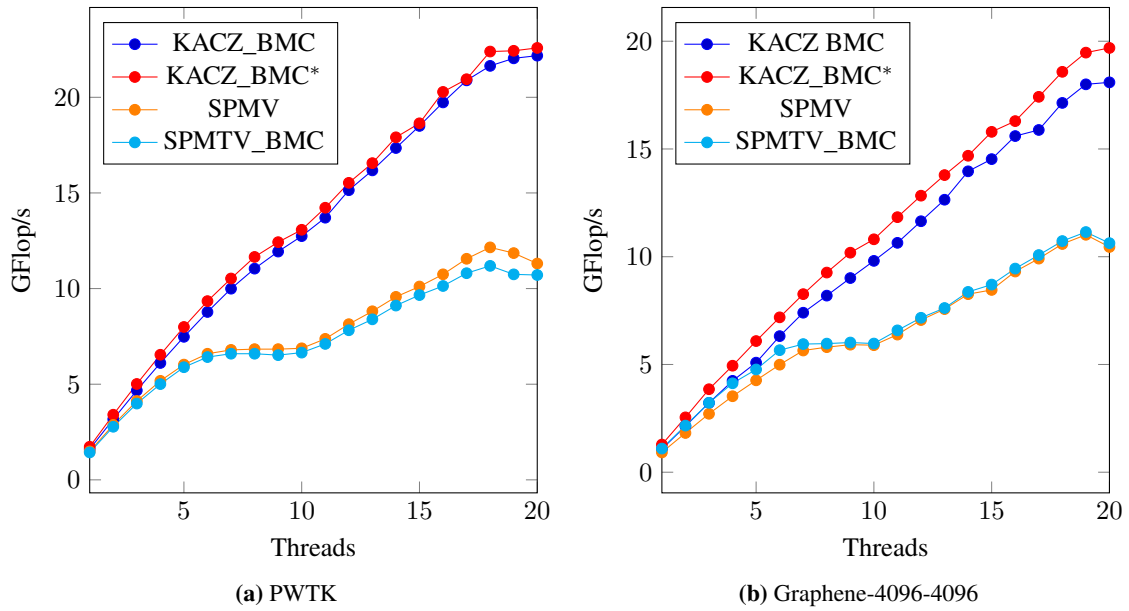 KACZ_BMC
KACZ_BMC*
SPMV
SPMTV_BMC
20
15
10
5
0
GFlop/s
5
10
15
20
Threads
(a) PWTK
KACZ BMC
KACZ_BMC*
SPMV
SPMTV_BMC
20
15
10
5
0
GFlop/s
5
10
15
20
Threads
(b) Graphene-4096-4096